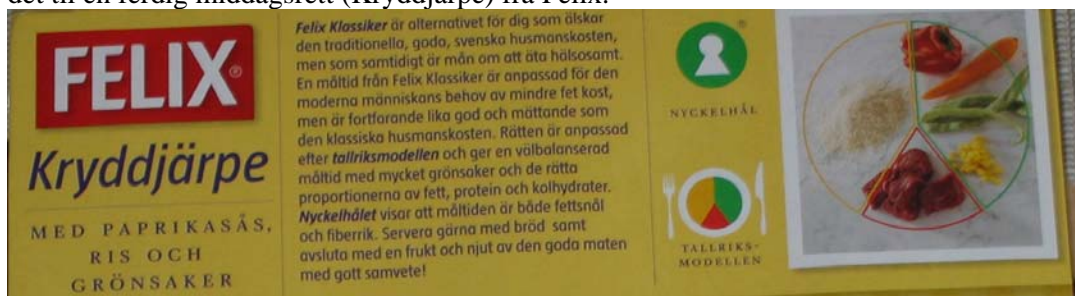 det til en ferdig middagsrett (Kryddjärpe) fra Felix.
FELIX®
Kryddjärpe
MED PAPRIKASÅS,
RIS OCH
GRÖNSAKER
Felix Klassiker är alternativet för dig som älskar
den traditionella, goda, svenska husmanskosten,
men som samtidigt är mån om att äta hälsosamt.
En måltid från Felix Klassiker är anpassad för den
moderna människans behov av mindre fet kost,
men är fortfarande lika god och mättande som
den klassiska husmanskosten. Rätten är anpassad
efter tallriksmodellen och ger en välbalanserad
måltid med mycket grönsaker och de rätta
proportionerna av fett, protein och kolhydrater.
Nyckelhålet visar att måltiden är både fettsnål
och fiberrik. Servera gärna med bröd samt
avsluta med en frukt och njut av den goda maten
med gott samvete!
NYCKELHÅL
TALLRIKS-
MODELLEN